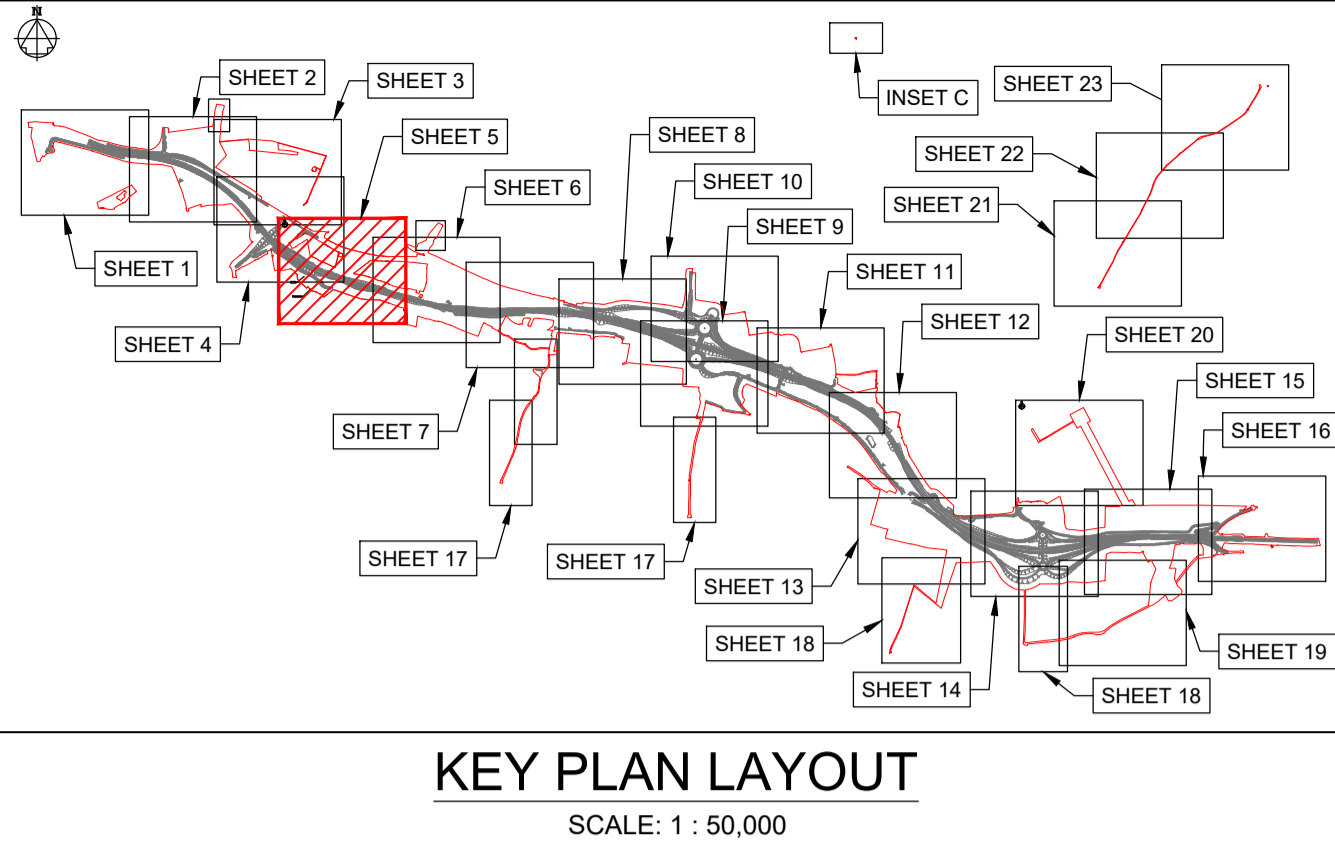 N
SHEET 2
SHEET 3
SHEET 5
SHEET 6
SHEET 1
SHEET 4
SHEET 8
SHEET 10
SHEET 9
SHEET 11
SHEET 12
INSET C
SHEET 23
SHEET 22
SHEET 21
SHEET 20
SHEET 15
SHEET 16
SHEET 7
SHEET 17
SHEET 17
SHEET 13
SHEET 18
SHEET 14
SHEET 18
SHEET 19
KEY PLAN LAYOUT
SCALE: 1 : 50,000